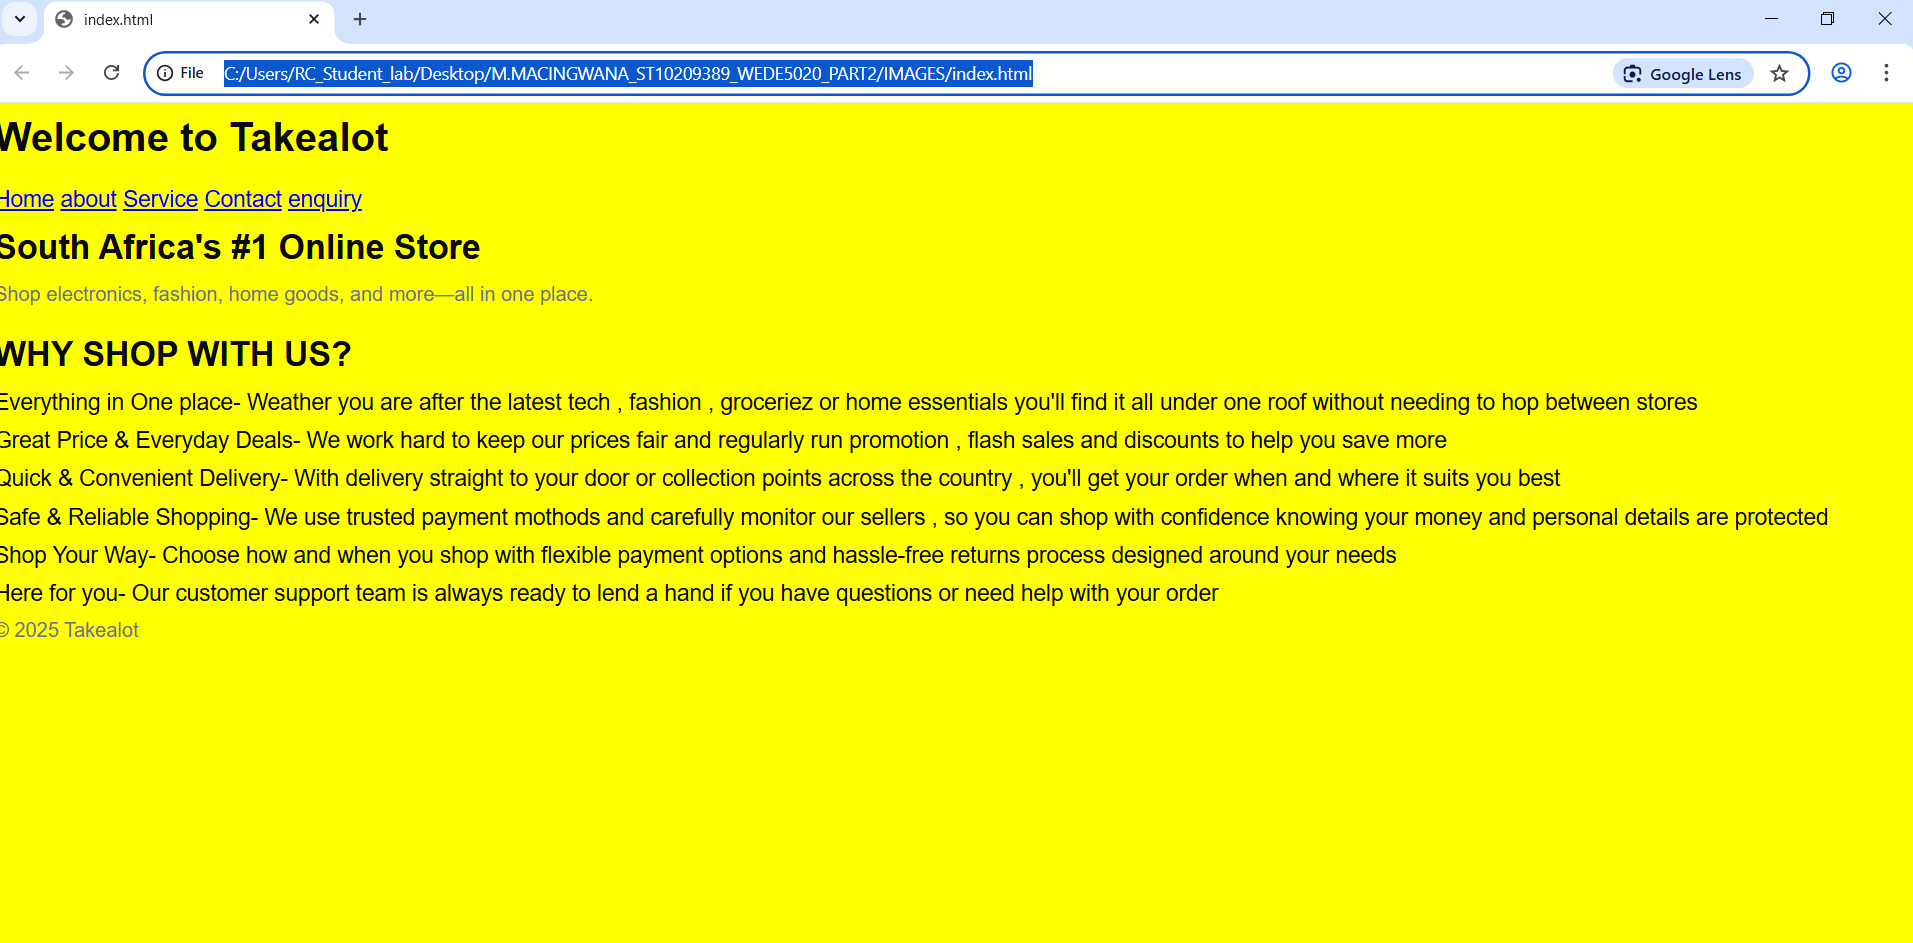 index.html
File C:/Users/RC_Student_lab/Desktop/M.MACINGWANA_ST10209389_WEDE5020_PART2/IMAGES/index.html Google Lens
Welcome to Takealot
Home about Service Contact enquiry
South Africa's #1 Online Store
Shop electronics, fashion, home goods, and more—all in one place.
WHY SHOP WITH US?
Everything in One place- Weather you are after the latest tech , fashion , groceriez or home essentials you'll find it all under one roof without needing to hop between stores
Great Price & Everyday Deals- We work hard to keep our prices fair and regularly run promotion , flash sales and discounts to help you save more
Quick & Convenient Delivery- With delivery straight to your door or collection points across the country , you'll get your order when and where it suits you best
Safe & Reliable Shopping- We use trusted payment mothods and carefully monitor our sellers , so you can shop with confidence knowing your money and personal details are protected
Shop Your Way- Choose how and when you shop with flexible payment options and hassle-free returns process designed around your needs
Here for you- Our customer support team is always ready to lend a hand if you have questions or need help with your order
© 2025 Takealot